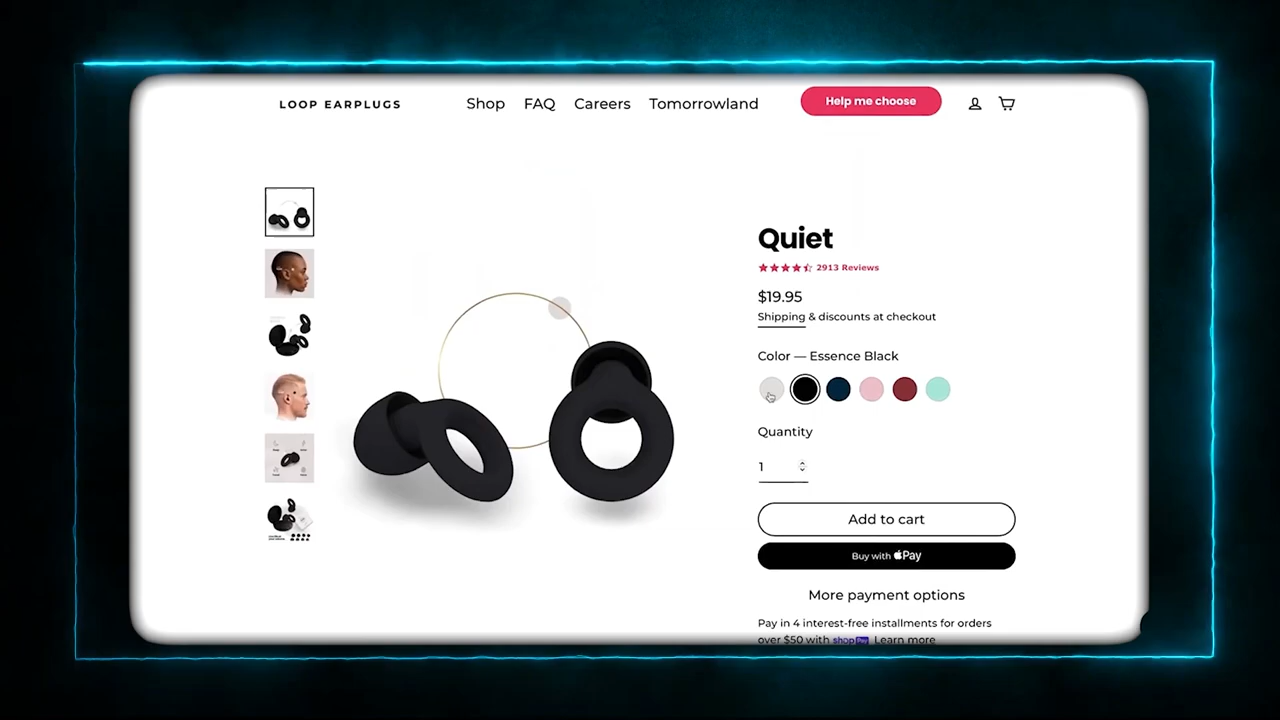 LOOP EARPLUGS
Shop FAQ Careers Tomorrowland
Help me choose
Quiet
2913 Reviews
$19.95
Shipping & discounts at checkout
Color — Essence Black
Quantity
1
Add to cart
Buy with Pay
More payment options
Pay in 4 interest-free installments for orders
over $50 with shop Pay Learn more